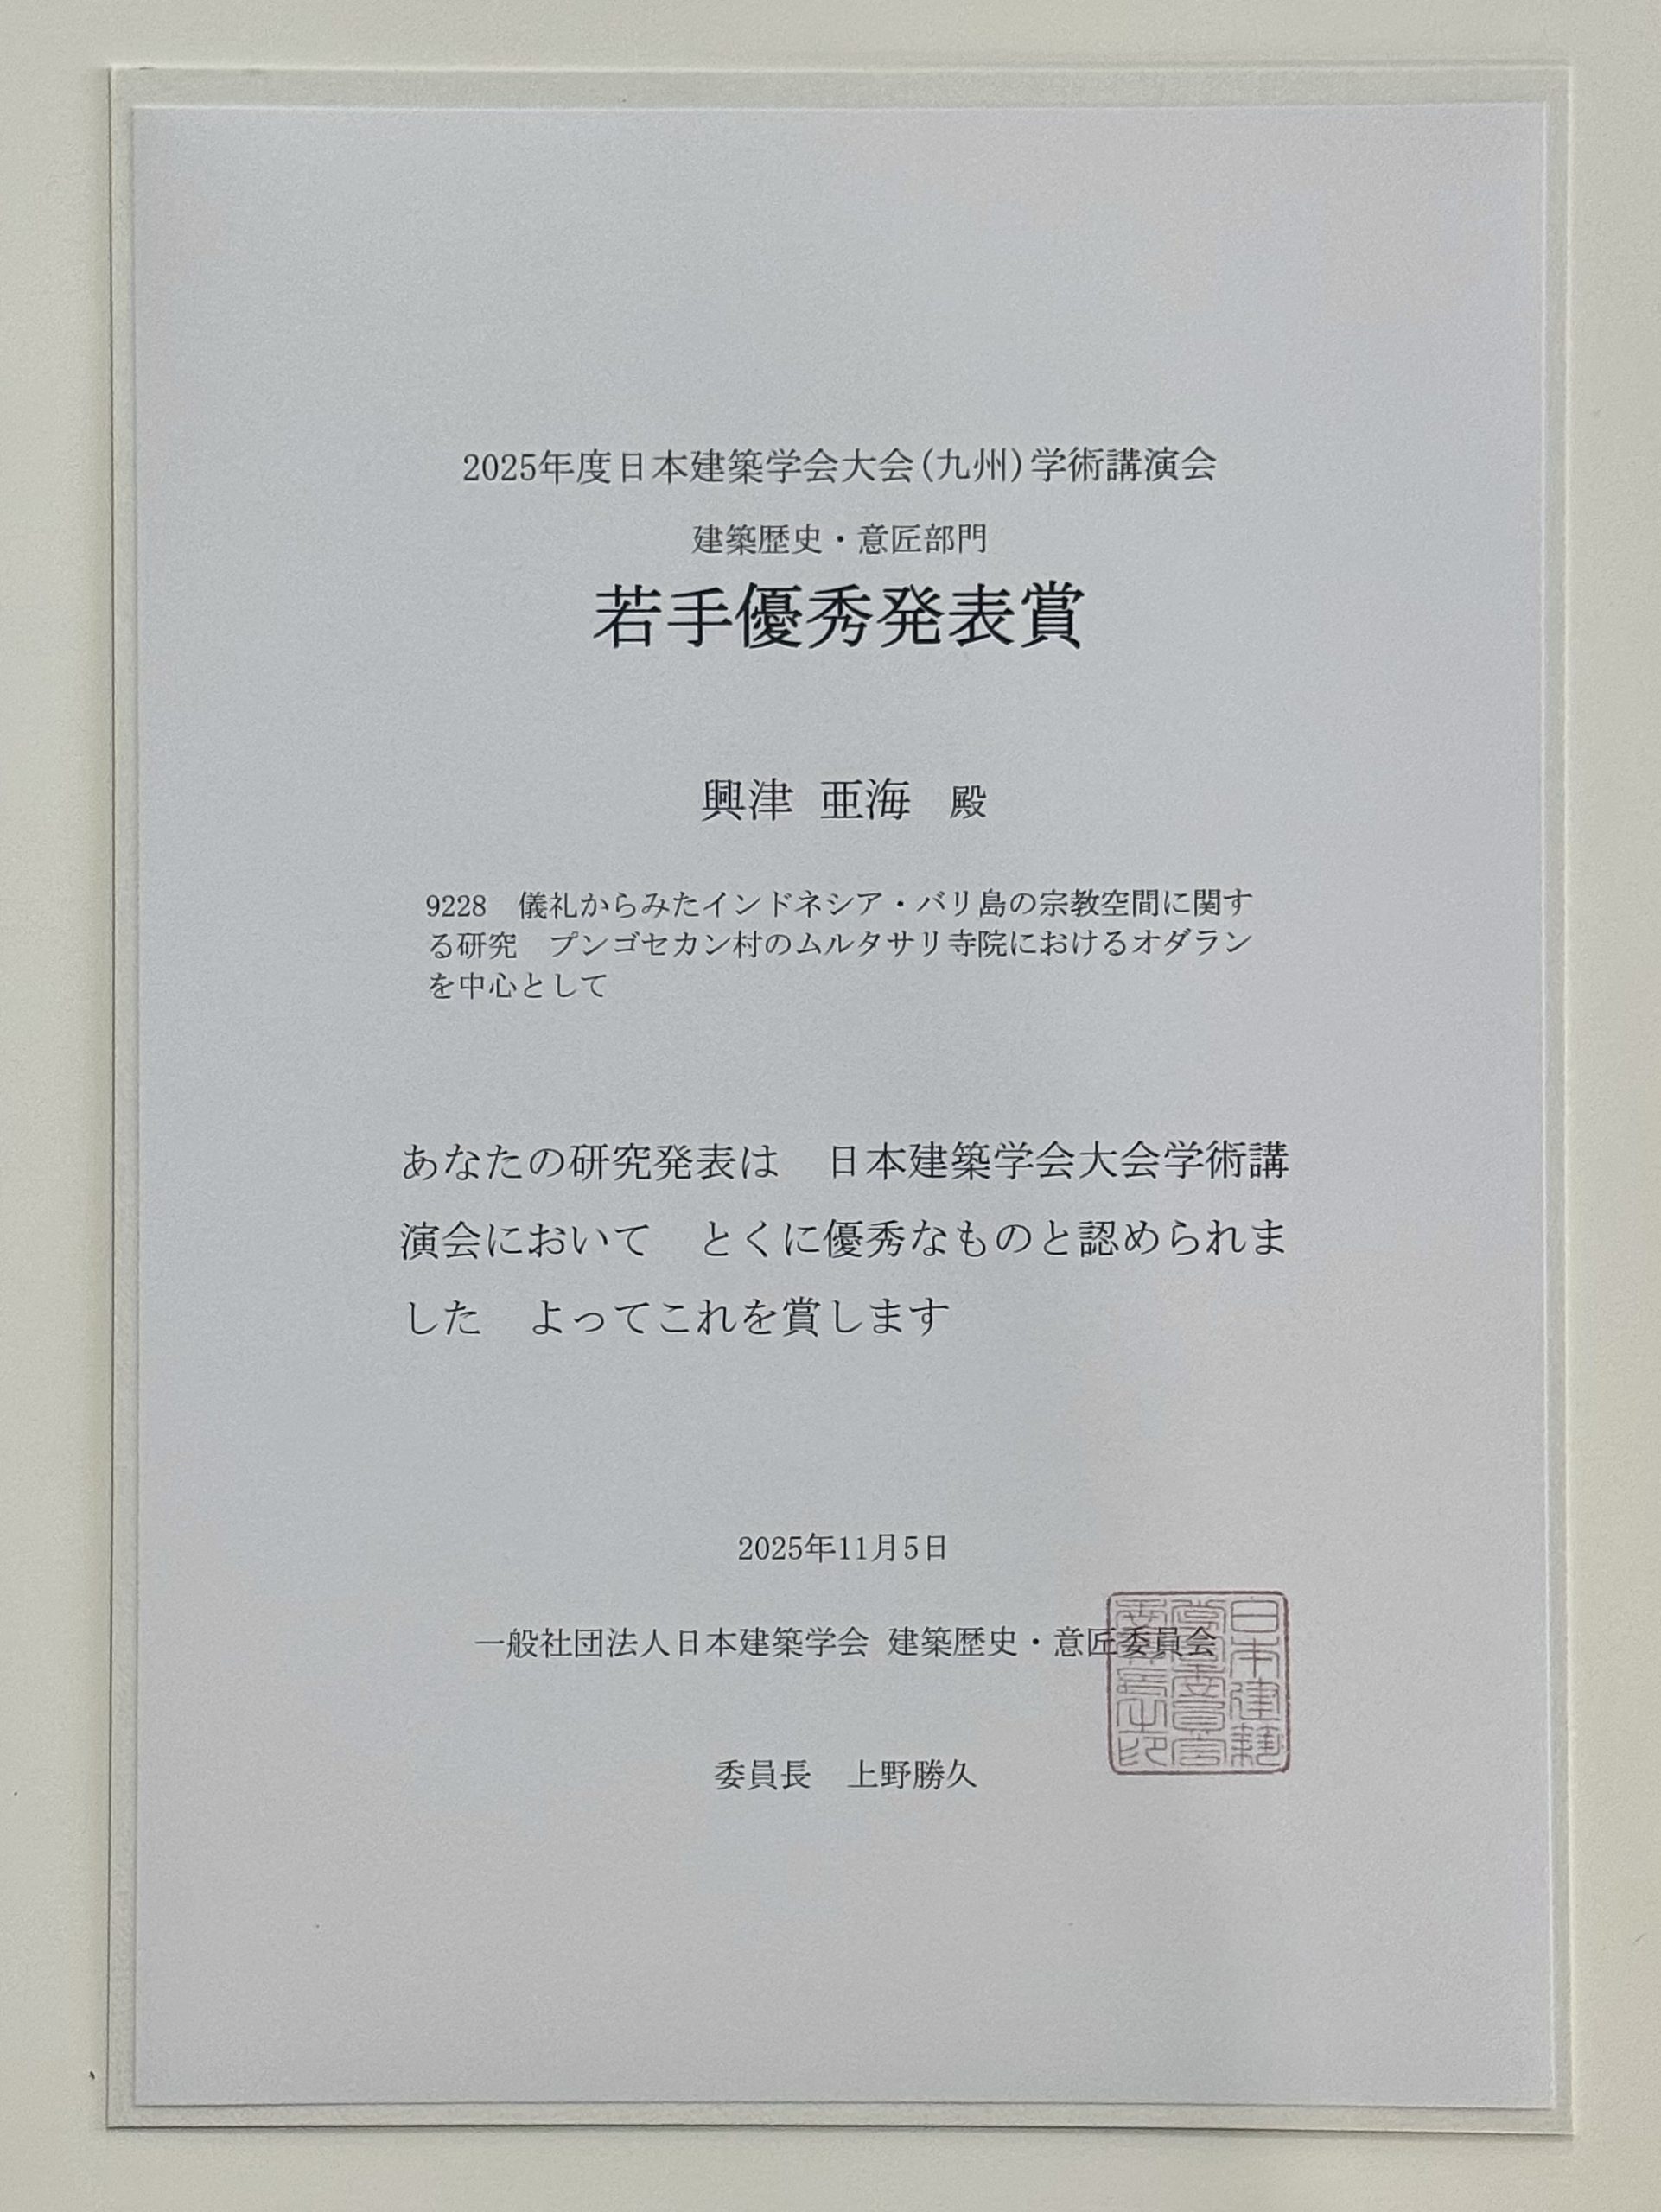 2025年度日本建築学会大会(九州)学術講演会
建築歴史・意匠部門
若手優秀発表賞
興津 亜海 殿
9228 儀礼からみたインドネシア・バリ島の宗教空間に関す
る研究 プンゴセカン村のムルタサリ寺院におけるオダラン
を中心として
あなたの研究発表は 日本建築学会大会学術講
演会において とくに優秀なものと認められま
した よってこれを賞します
2025年11月5日
一般社団法人日本建築学会 建築歴史・意匠委員会
委員長 上野勝久